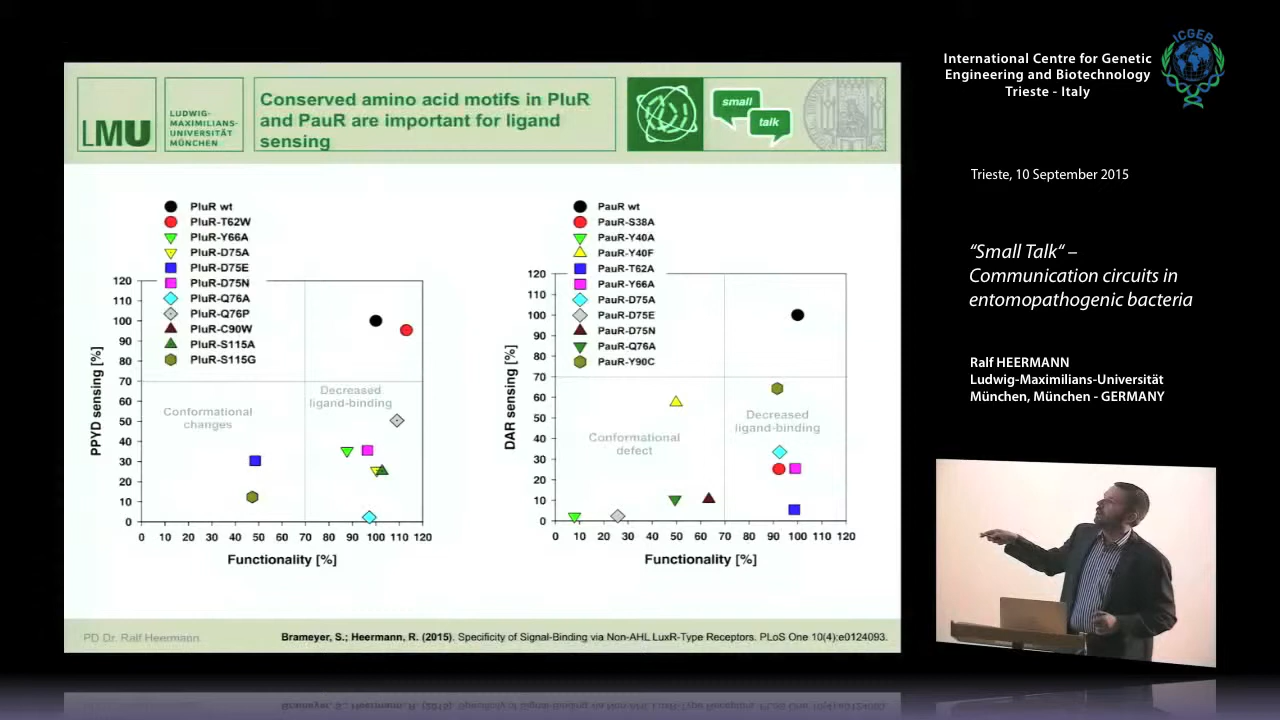 LMU
LUDWIG-
MAXIMILIANS-
UNIVERSITÄT
MÜNCHEN
Conserved amino acid motifs in PluR
and PauR are important for ligand
sensing
small
talk
PluR wt
PluR-T62W
PluR-Y66A
PluR-D75A
PluR-D75E
PluR-D75N
PluR-Q76A
PluR-Q76P
PluR-C90W
PluR-S115A
PluR-S115G
120
110
100
90
80
70
60
50
40
30
20
10
0
PPYD sensing [%]
Decreased
ligand-binding
Conformational
changes
0 10 20 30 40 50 60 70 80 90 100 110 120
Functionality [%]
PauR wt
PauR-S38A
PauR-Y40A
PauR-Y40F
PauR-T62A
PauR-Y66A
PauR-D75A
PauR-D75E
PauR-D75N
PauR-Q76A
PauR-Y90C
120
110
100
90
80
70
60
50
40
30
20
10
0
DAR sensing [%]
Decreased
ligand-binding
Conformational
defect
0 10 20 30 40 50 60 70 80 90 100 110 120
Functionality [%]
PD Dr. Ralf Heermann
Brameyer, S.; Heermann, R. (2015). Specificity of Signal-Binding via Non-AHL LuxR-Type Receptors. PLoS One 10(4):e0124093.
International Centre for Genetic
Engineering and Biotechnology
Trieste - Italy
ICGEB
Trieste, 10 September 2015
“Small Talk“ –
Communication circuits in
entomopathogenic bacteria
Ralf HEERMANN
Ludwig-Maximilians-Universität
München, München - GERMANY